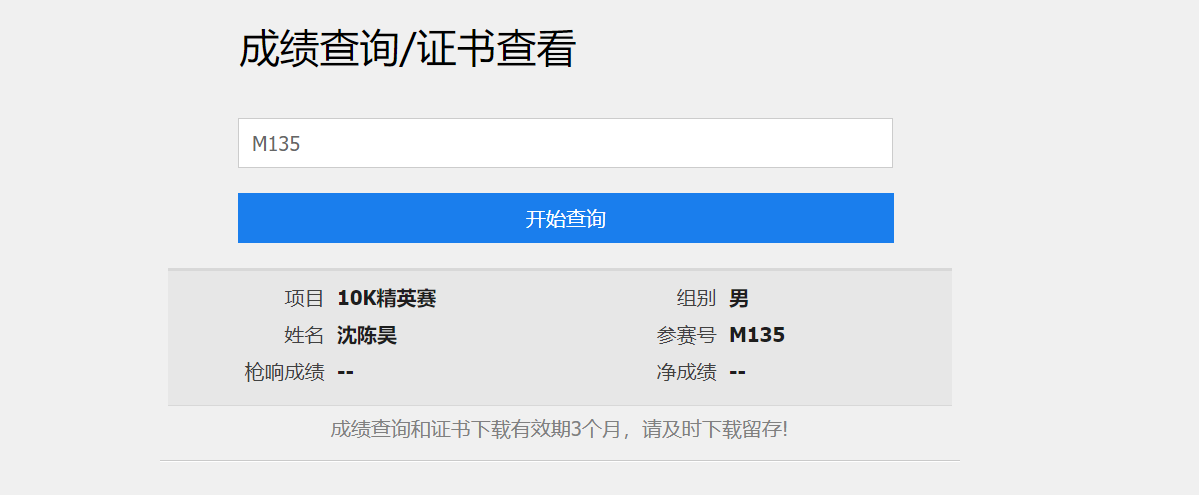 成绩查询/证书查看
M135
开始查询
项目 10K精英赛 组别 男
姓名 沈陈昊 参赛号 M135
枪响成绩 -- 净成绩 --
成绩查询和证书下载有效期3个月，请及时下载留存!